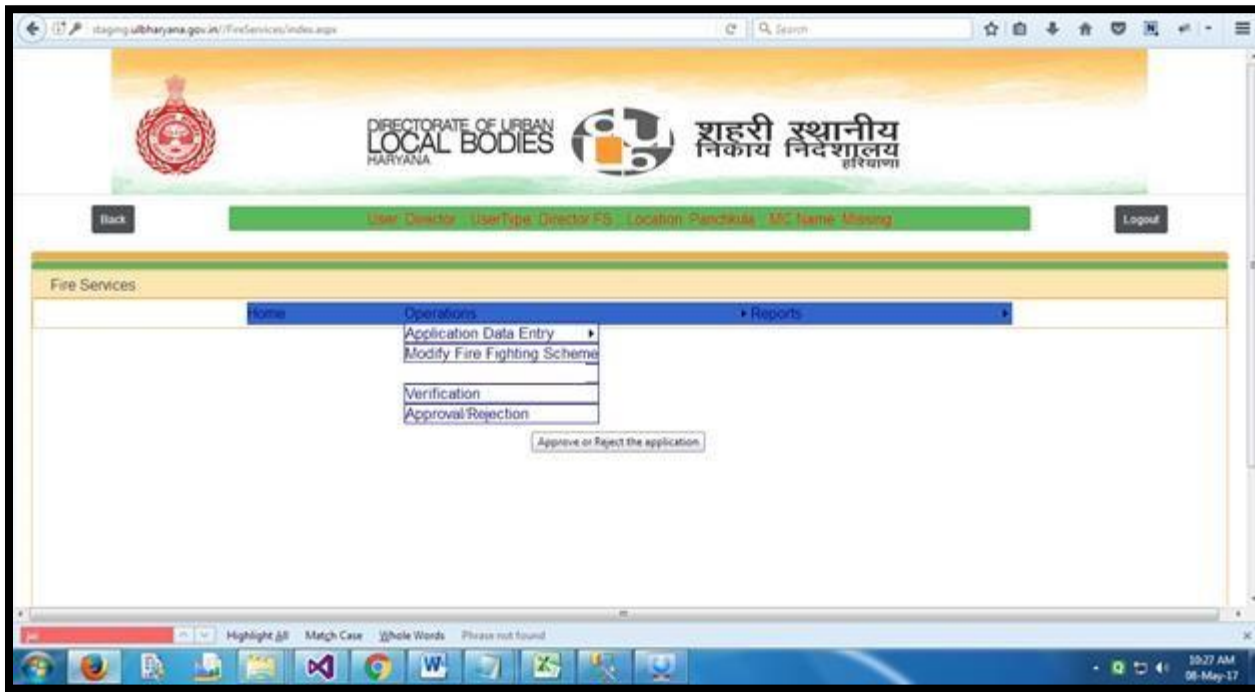 staging.ulbharyana.gov.in//FireServices/index.aspx
Search
DIRECTORATE OF URBAN
LOCAL BODIES
HARYANA
शहरी स्थानीय
निकाय निदेशालय
हरियाणा
Back
User: Director UserType: Director FS Location: Panchkula MC Name: Missing
Logout
Fire Services
Home Operations Reports
Application Data Entry
Modify Fire Fighting Scheme
Verification
Approval/Rejection
Approve or Reject the application
Highlight All Match Case Whole Words Phrase not found
10:27 AM
08-May-17